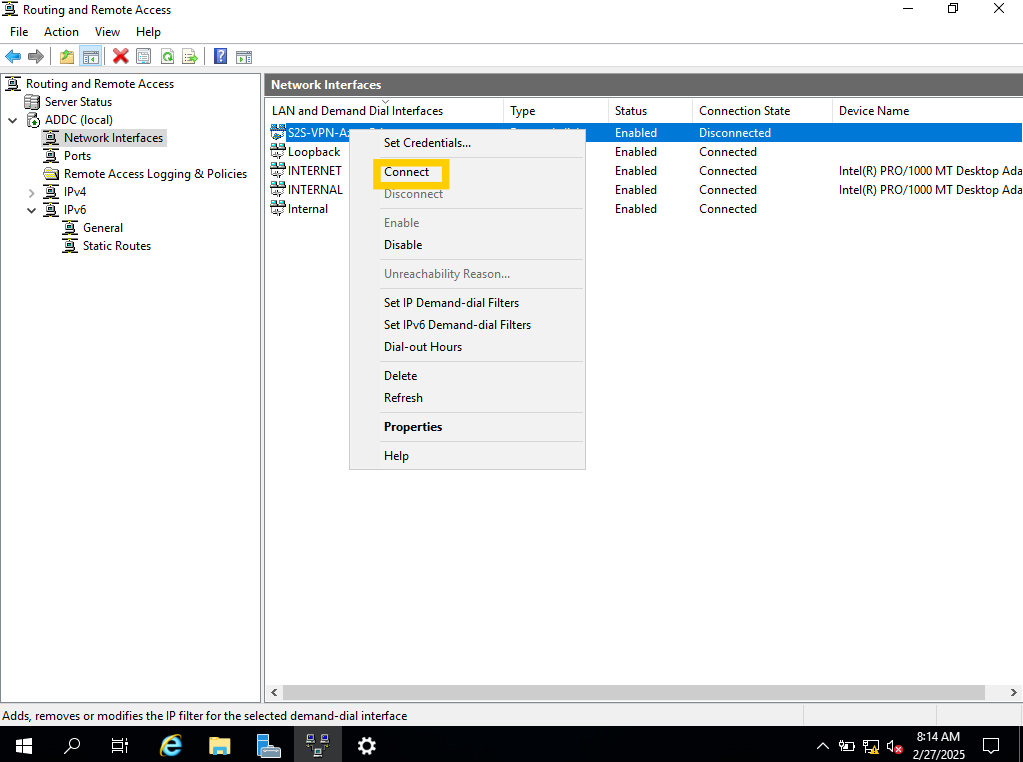 Routing and Remote Access
File Action View Help
Routing and Remote Access
Server Status
ADDC (local)
Network Interfaces
Ports
Remote Access Logging & Policies
IPv4
IPv6
General
Static Routes
Network Interfaces
LAN and Demand Dial Interfaces Type Status Connection State Device Name
Enabled Disconnected
Loopback Enabled Connected
INTERNET Enabled Connected Intel(R) PRO/1000 MT Desktop Ada
INTERNAL Enabled Connected Intel(R) PRO/1000 MT Desktop Ada
Internal Enabled Connected
Set Credentials...
Connect
Disconnect
Enable
Disable
Unreachability Reason...
Set IP Demand-dial Filters
Set IPv6 Demand-dial Filters
Dial-out Hours
Delete
Refresh
Properties
Help
Adds, removes or modifies the IP filter for the selected demand-dial interface
8:14 AM
2/27/2025